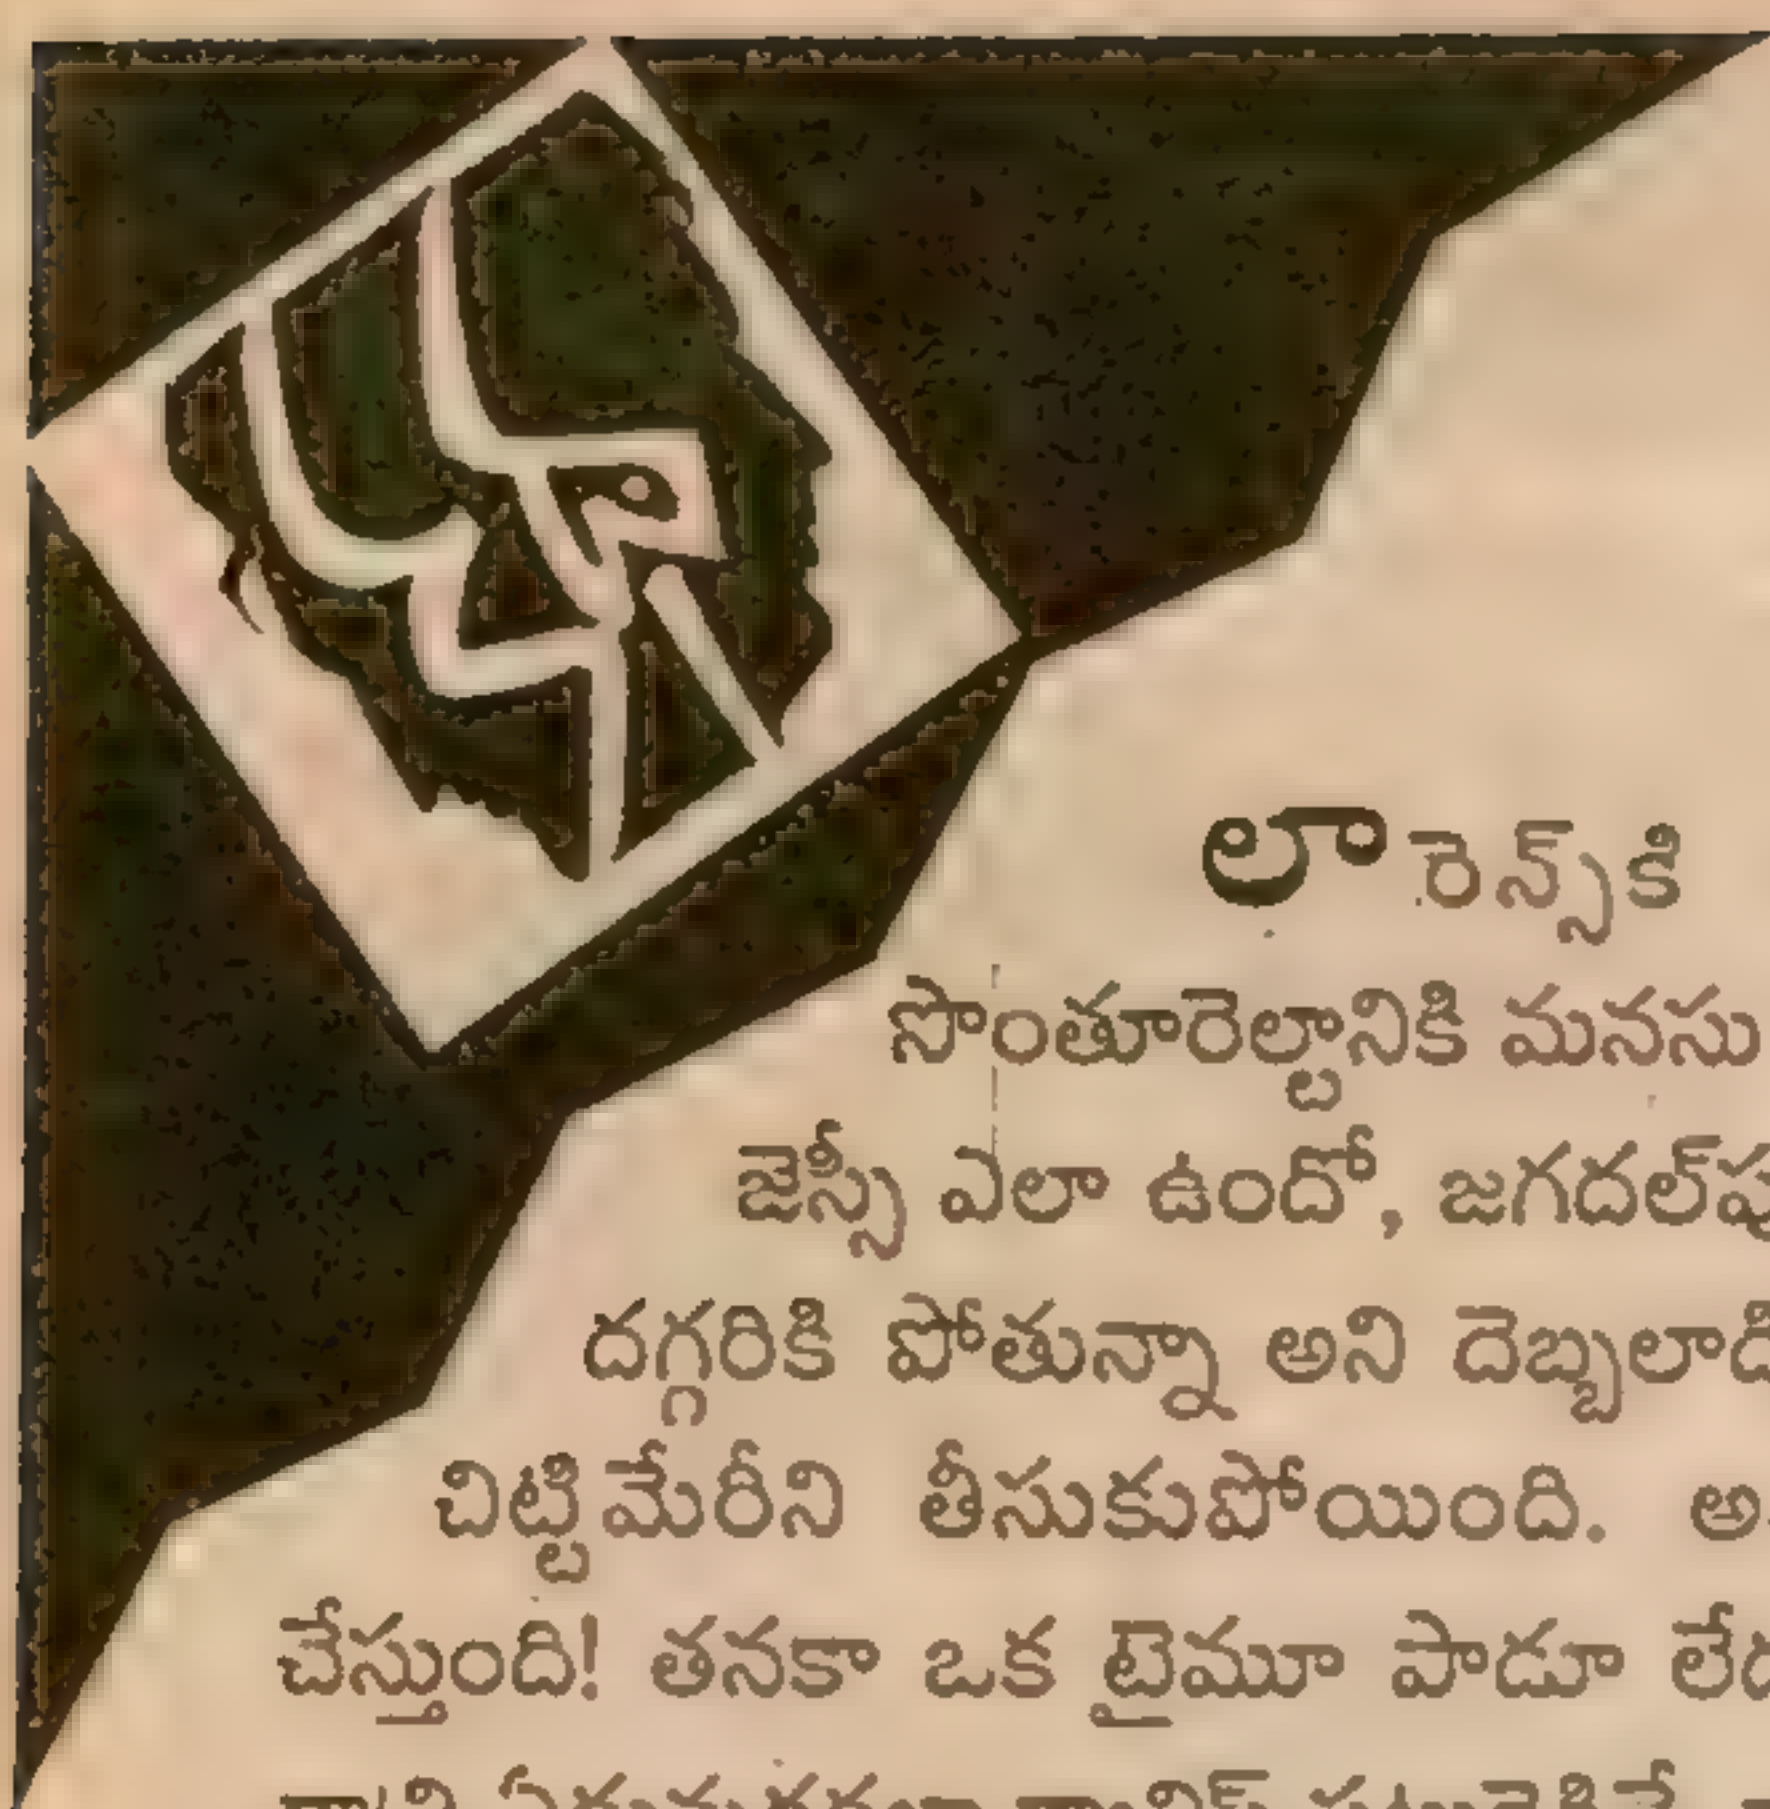 లారెన్స్‌కి
సొంతూరెల్టానికి మనసు
జెస్సీ ఎలా ఉందో, జగదల్‌పు
దగ్గరికి పోతున్నా అని దెబ్బలాది
చిట్టిమేరీని తీసుకుపోయింది.
చేస్తుంది! తనకా ఒక టైమూ పాడూ